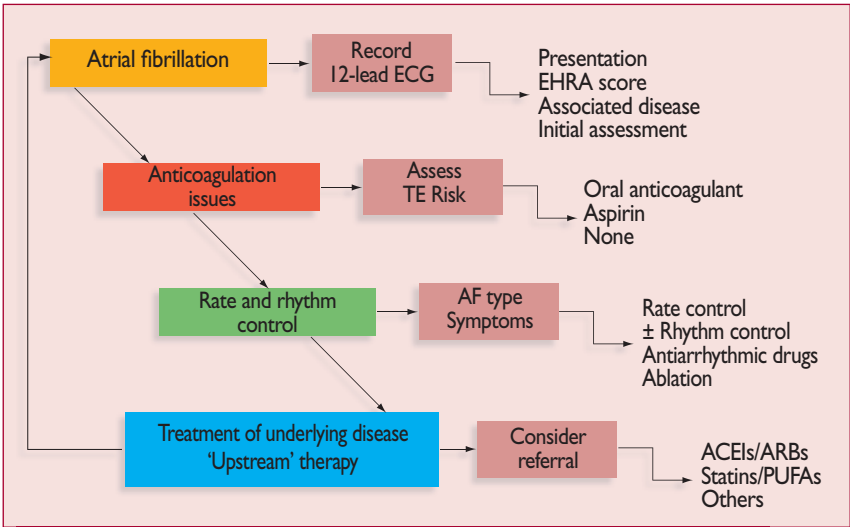 Atrial fibrillation
Record
12-lead ECG
Presentation
EHRA score
Associated disease
Initial assessment
Anticoagulation
issues
Assess
TE Risk
Oral anticoagulant
Aspirin
None
Rate and rhythm
control
AF type
Symptoms
Rate control
± Rhythm control
Antiarrhythmic drugs
Ablation
Treatment of underlying disease
‘Upstream’ therapy
Consider
referral
ACEIs/ARBs
Statins/PUFAs
Others